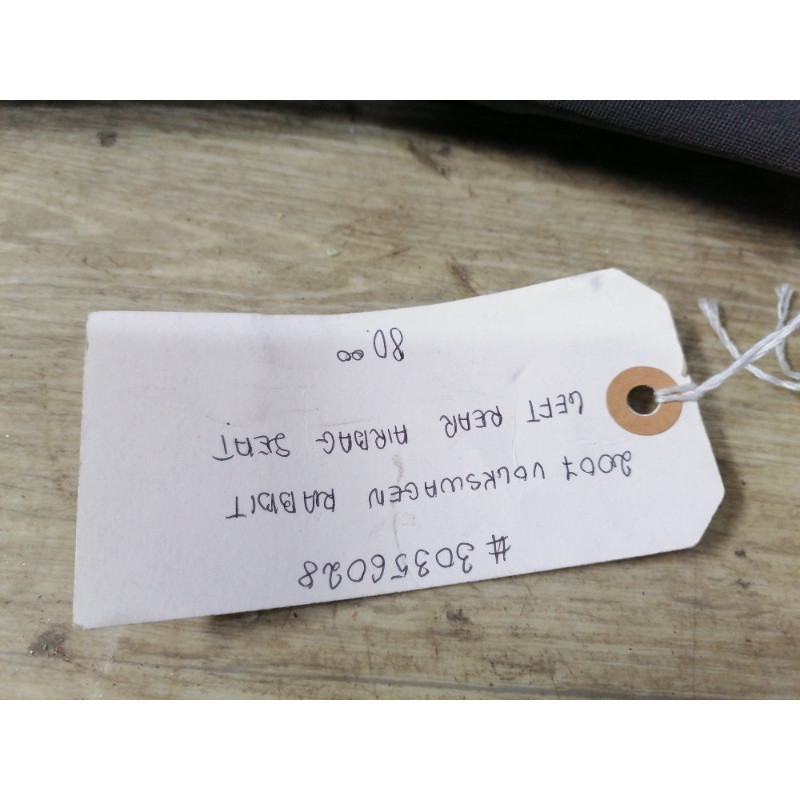 #30356028
2007 VOLKSWAGEN RABBIT
LEFT REAR AIRBAG SEAT
80.00